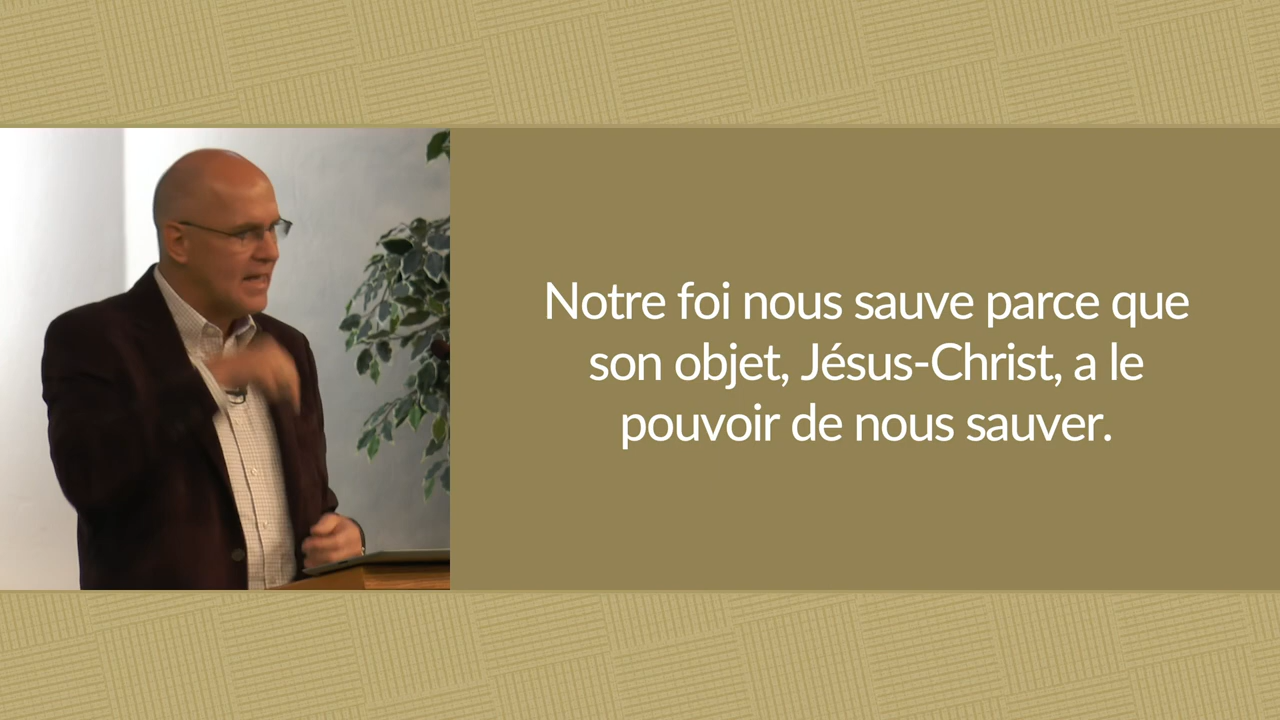 Notre foi nous sauve parce que
son objet, Jésus-Christ, a le
pouvoir de nous sauver.